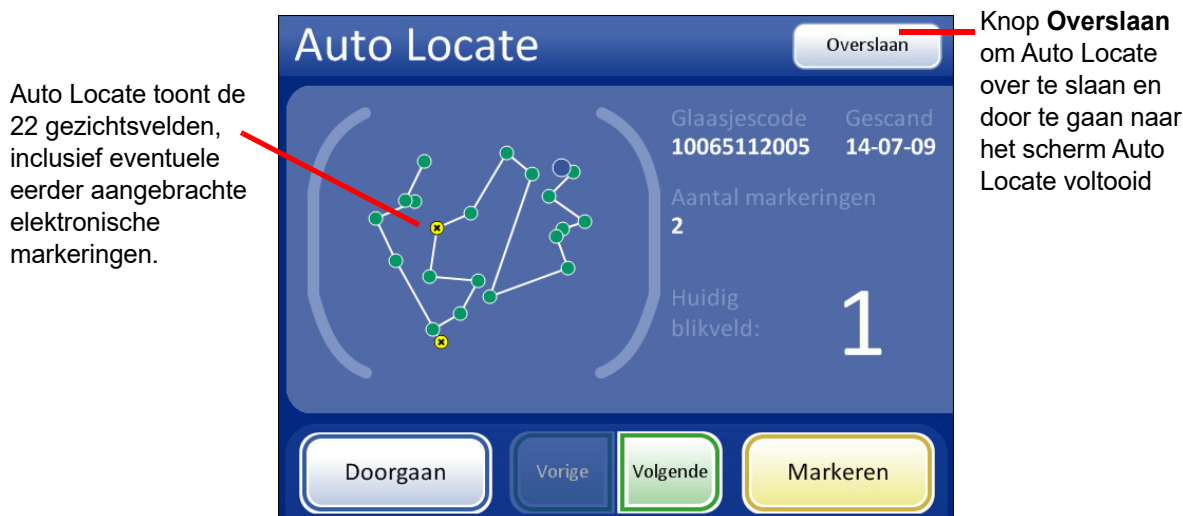 Auto Locate toont de
22 gezichtsvelden,
inclusief eventuele
eerder aangebrachte
elektronische
markeringen.
Auto Locate
Overslaan
Glaasjescode
Gescand
10065112005
14-07-09
Aantal markeringen
2
Huidig
blikveld:
1
Doorgaan
Vorige
Volgende
Markeren
Knop Overslaan
om Auto Locate
over te slaan en
door te gaan naar
het scherm Auto
Locate voltooid